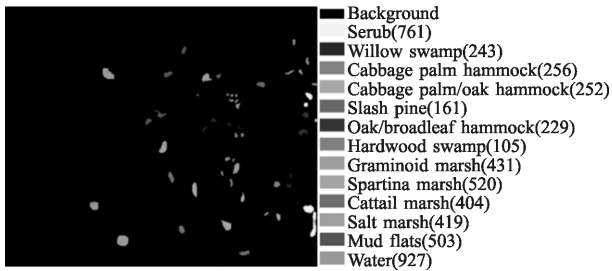 Background
Serub(761)
Willow swamp(243)
Cabbage palm hammock(256)
Cabbage palm/oak hammock(252)
Slash pine(161)
Oak/broadleaf hammock(229)
Hardwood swamp(105)
Graminoid marsh(431)
Spartina marsh(520)
Cattail marsh(404)
Salt marsh(419)
Mud flats(503)
Water(927)